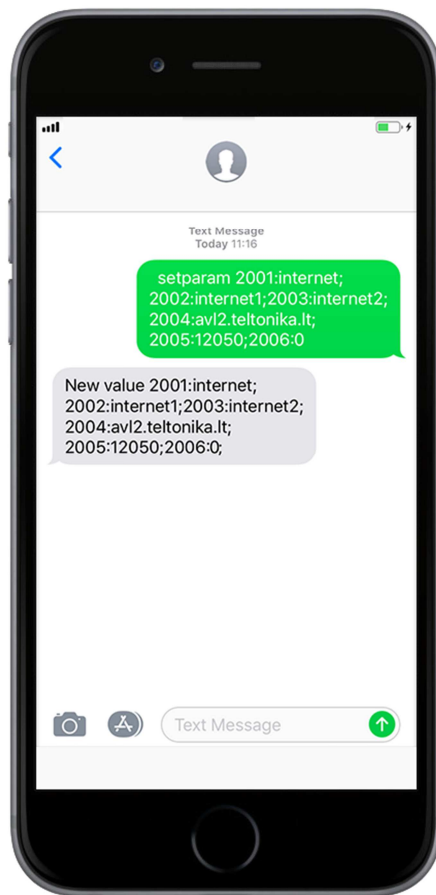 Text Message
Today 11:16
setparam 2001:internet;
2002:internet1;2003:internet2;
2004:avl2.teltonika.lt;
2005:12050;2006:0
New value 2001:internet;
2002:internet1;2003:internet2;
2004:avl2.teltonika.lt;
2005:12050;2006:0;
Text Message